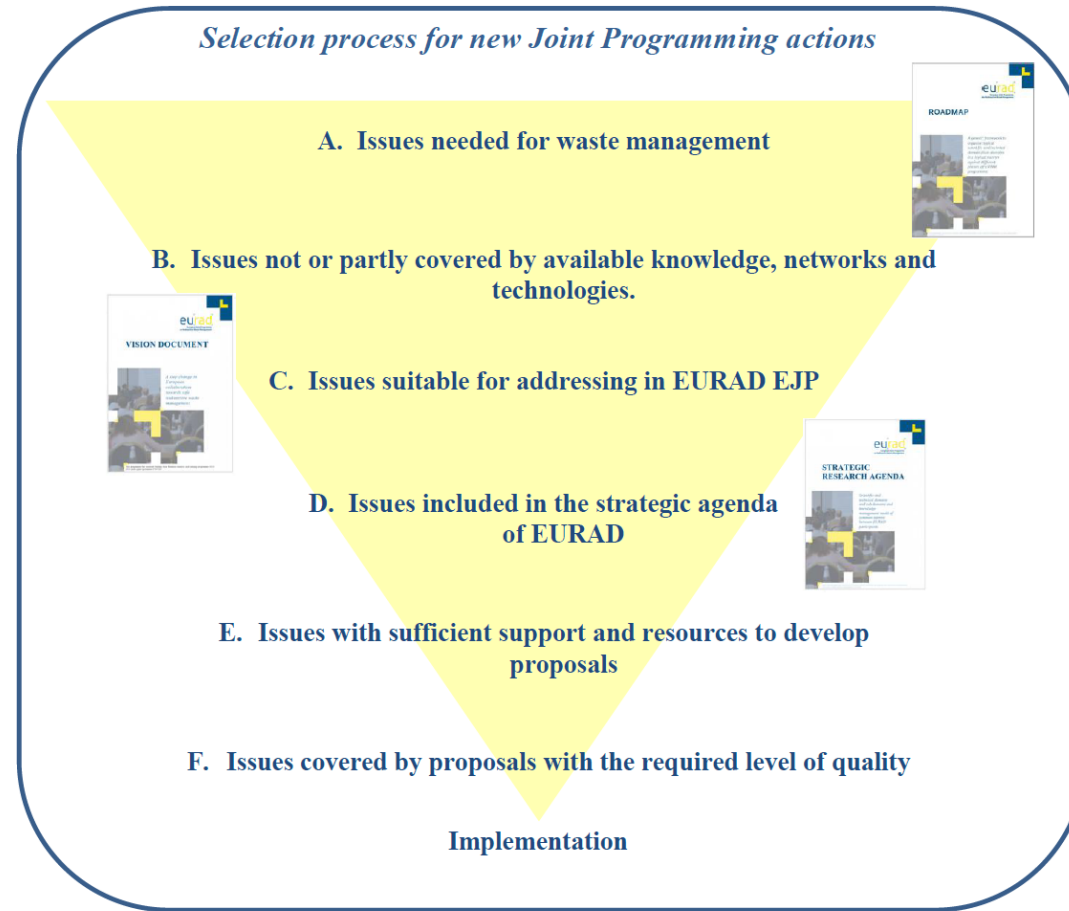 Selection process for new Joint Programming actions
eurad
ROADMAP
A. Issues needed for waste management
B. Issues not or partly covered by available knowledge, networks and
technologies.
eurad
VISION DOCUMENT
C. Issues suitable for addressing in EURAD EJP
eurad
STRATEGIC
RESEARCH AGENDA
D. Issues included in the strategic agenda
of EURAD
E. Issues with sufficient support and resources to develop
proposals
F. Issues covered by proposals with the required level of quality
Implementation